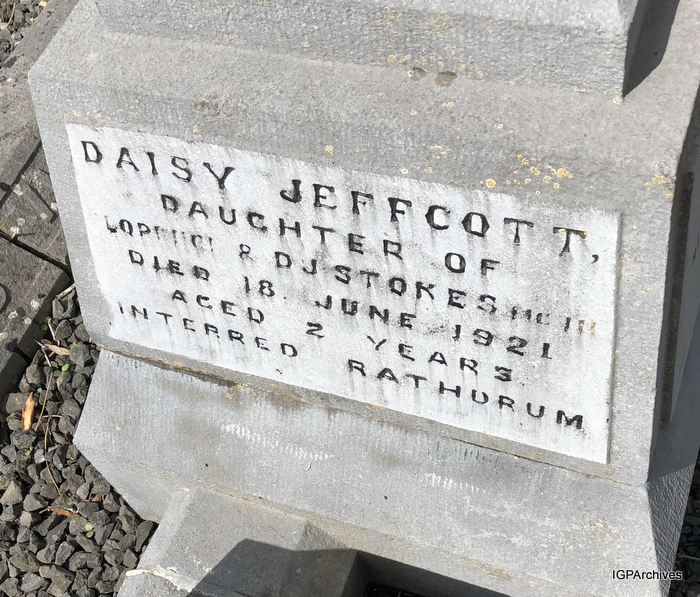 DAISY JEFFCOTT,
DAUGHTER OF
& D J STOKES
DIED 18 JUNE 1921
AGED 2 YEARS
INTERRED RATHDRUM
IGPArchives